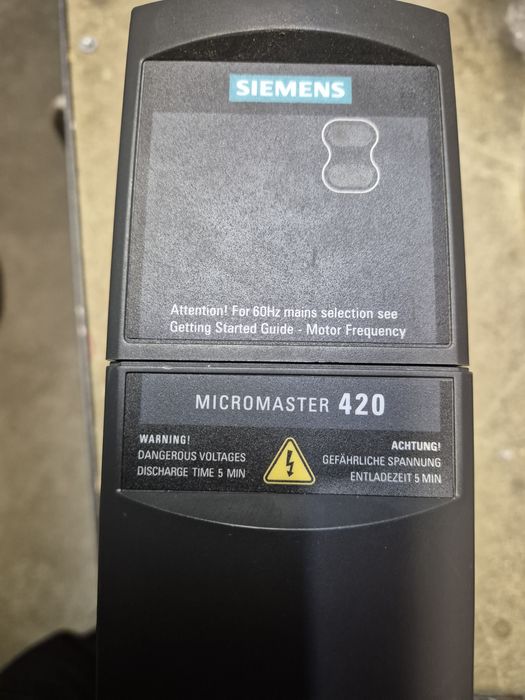 SIEMENS
Attention! For 60Hz mains selection see
Getting Started Guide - Motor Frequency
MICROMASTER 420
WARNING!
DANGEROUS VOLTAGES
DISCHARGE TIME 5 MIN
ACHTUNG!
GEFÄHRLICHE SPANNUNG
ENTLADEZEIT 5 MIN